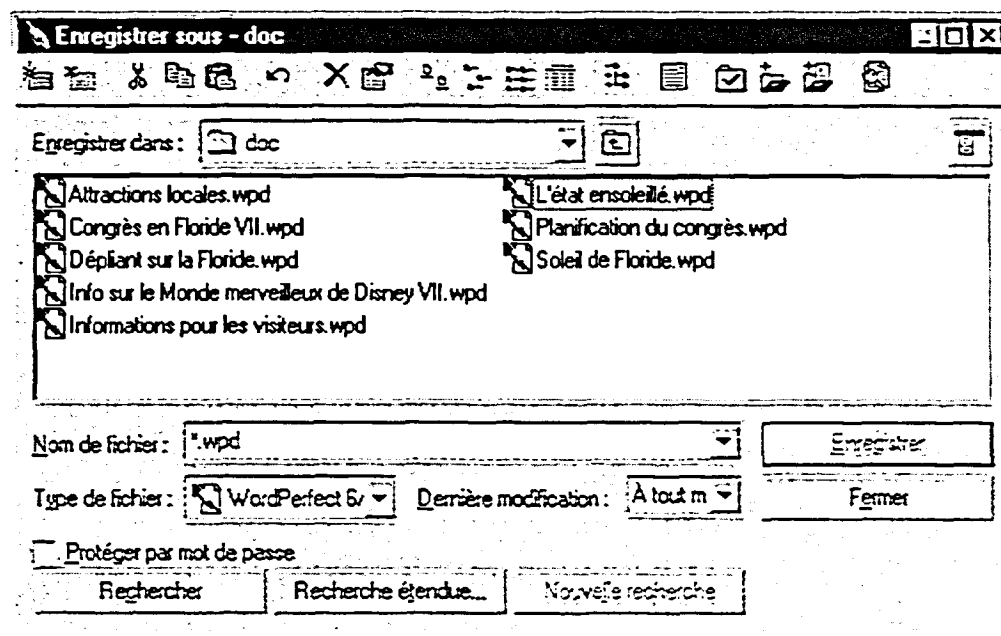 Enregistrer sous - doc
Enregistrer dans : doc
Attractions locales.wpd
Congrès en Floride VII.wpd
Dépliant sur la Floride.wpd
Info sur le Monde merveilleux de Disney VII.wpd
Informations pour les visiteurs.wpd
L'état ensoleillé.wpd
Planification du congrès.wpd
Soleil de Floride.wpd
Nom de fichier : *.wpd
Enregistrer
Type de fichier : WordPerfect 6/ Dernière modification : À tout m
Fermer
Protéger par mot de passe
Rechercher Recherche étendue... Nouvelle recherche